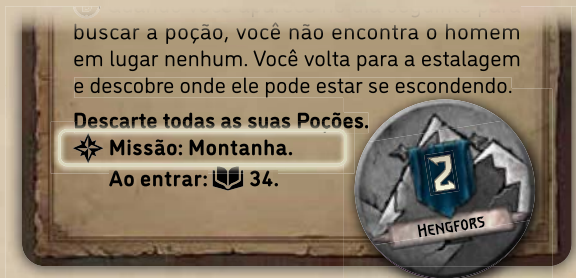 buscar a poção, você não encontra o homem
em lugar nenhum. Você volta para a estalagem
e descobre onde ele pode estar se escondendo.
Descarte todas as suas Poções.
Missão: Montanha.
Ao entrar: 34.
2
HENGFORS